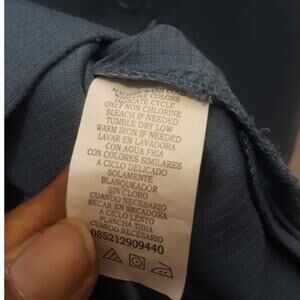 MACHINE WASH COLD
WITH LIKE COLORS
DELICATE CYCLE
ONLY NON CHLORINE
BLEACH IF NEEDED
TUMBLE DRY LOW
WARM IRON IF NEEDED
LAVAR EN LAVADORA
CON AGUA FRIA
CON COLORES SIMILARES
A CICLO DELICADO
SOLAMENTE
BLANQUEADOR
SIN CLORO
CUANDO NECESARIO
SECAR EN SECADORA
A CICLO LENTO
PLANCHA TIBIA
CUANDO NECESARIO
085212909440